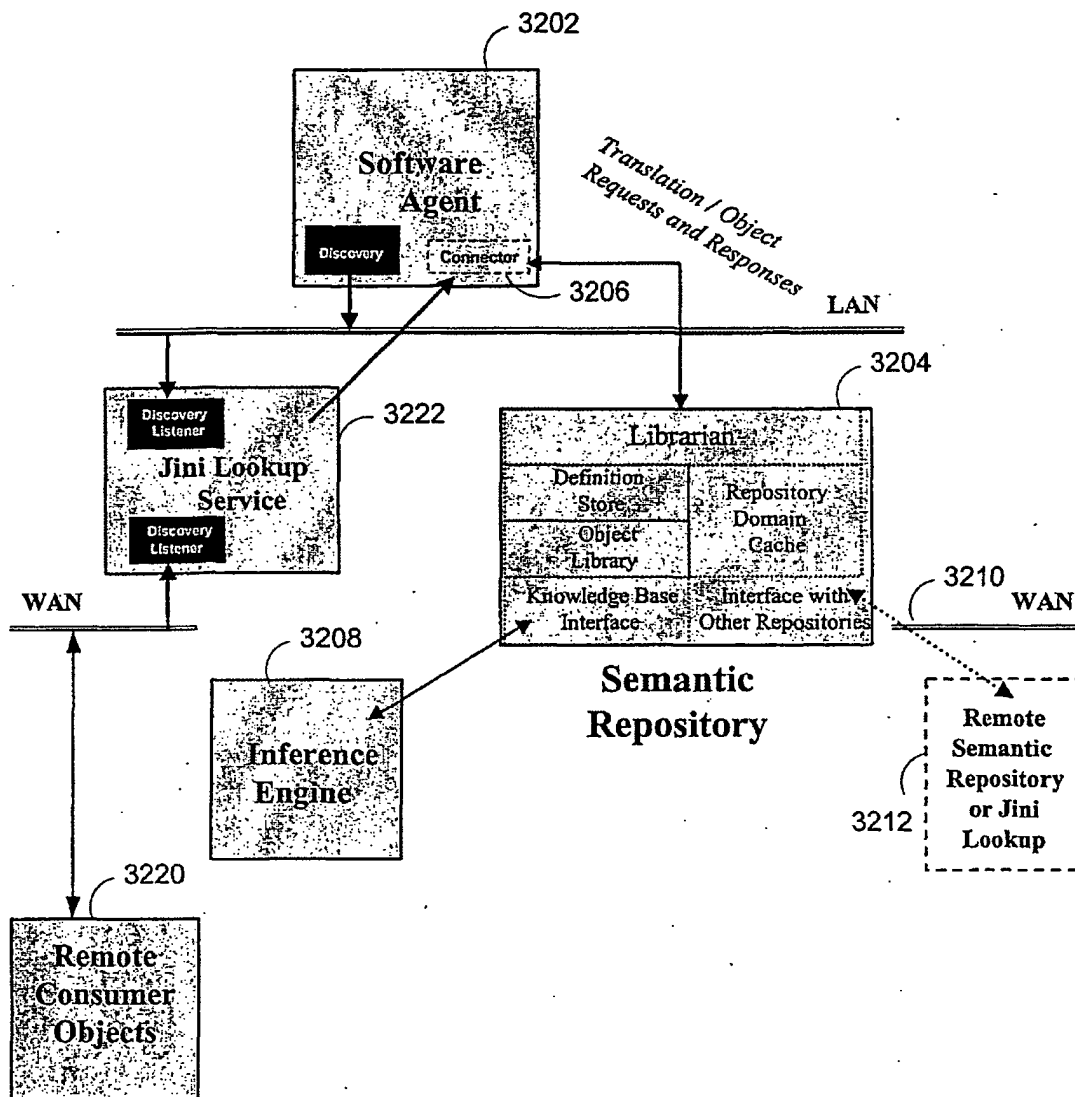 3202
Software
Agent
Discovery
Connector
3206
Translation / Object
Requests and Responses
LAN
3204
Discovery
Listener
3222
Jini Lookup
Service
Discovery
Listener
Librarian
Definition
Store
Repository
Domain
Cache
Object
Library
Knowledge Base
Interface
Interface with
Other Repositories
WAN
3210
WAN
3208
Semantic
Repository
Inference
Engine
Remote
Semantic
Repository
or Jini
Lookup
3212
3220
Remote
Consumer
Objects